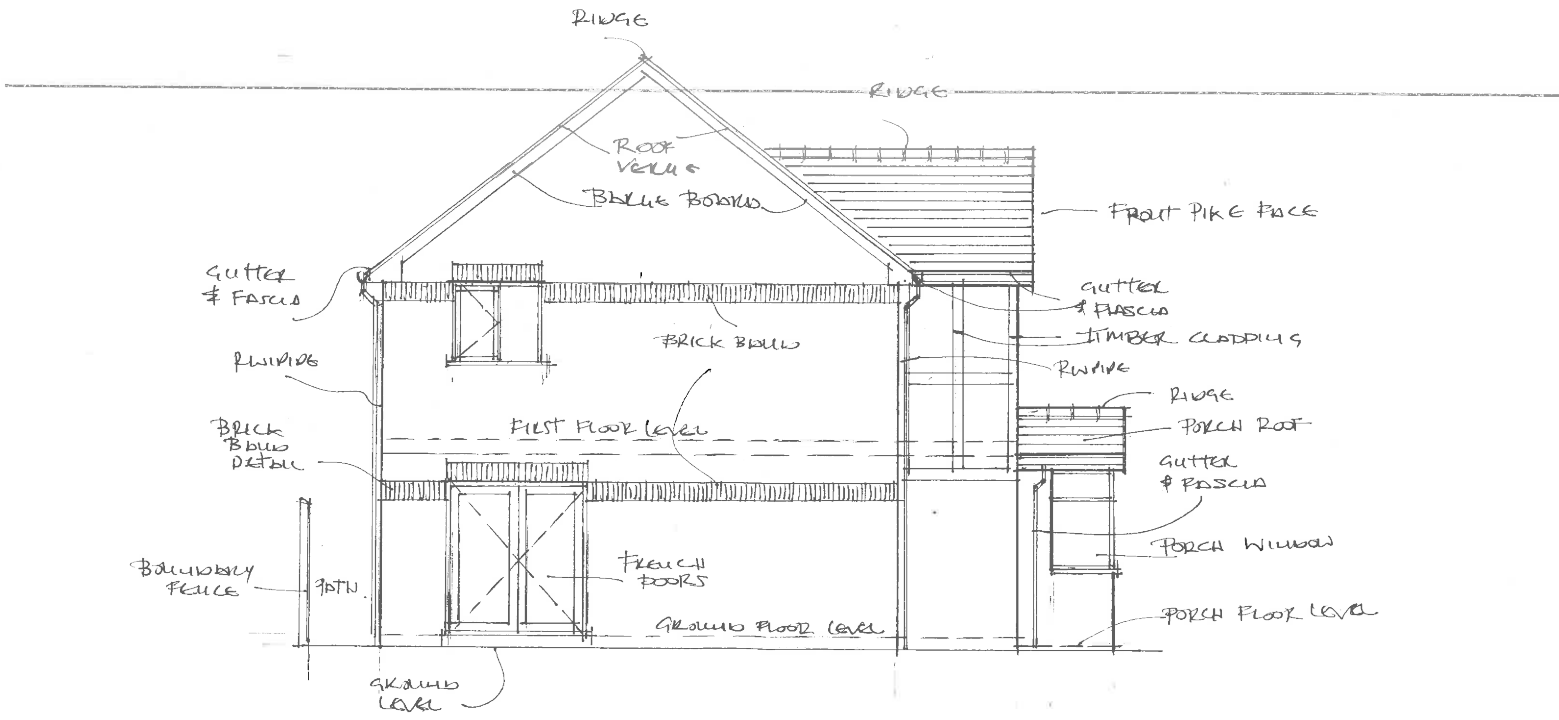 RIDGE
RIDGE
ROOF
VERGE
BARGE BOARD
FRONT PIKE FACE
GUTTER
& FASCIA
GUTTER
& FASCIA
TIMBER CLADDING
BRICK BAND
RWPIPE
RWPIPE
RIDGE
FIRST FLOOR LEVEL
BRICK
BAND
DETAIL
PORCH ROOF
GUTTER
& FASCIA
PORCH WINDOW
FRENCH
DOORS
BOUNDARY
FENCE
PATH.
PORCH FLOOR LEVEL
GROUND FLOOR LEVEL
GROUND
LEVEL